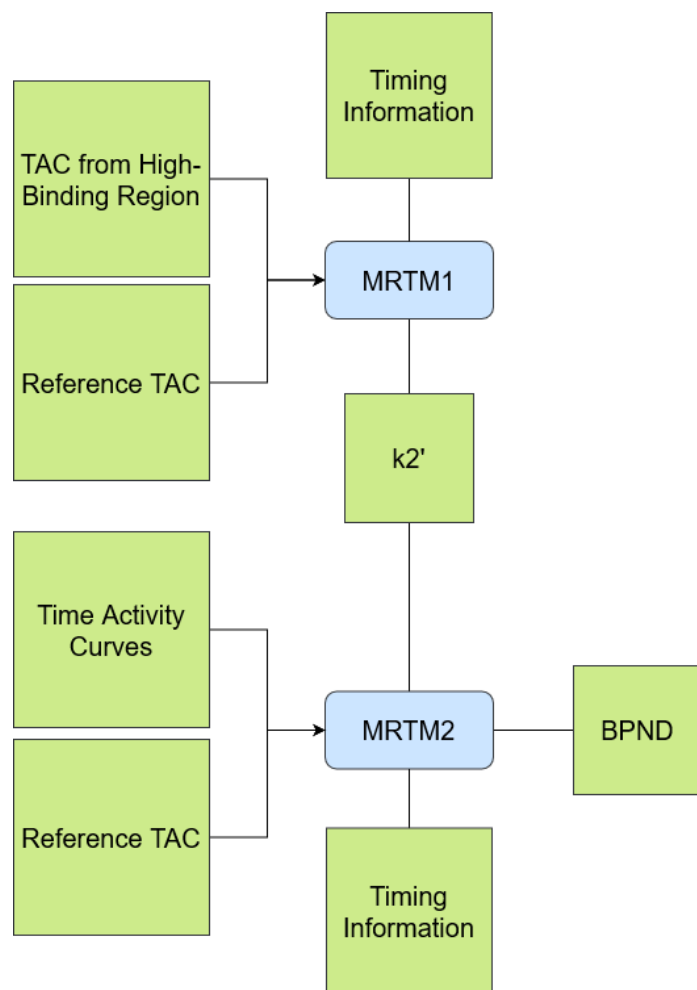 Timing
Information
TAC from High-
Binding Region
MRTM1
Reference TAC
k2'
Time Activity
Curves
MRTM2
BPND
Reference TAC
Timing
Information